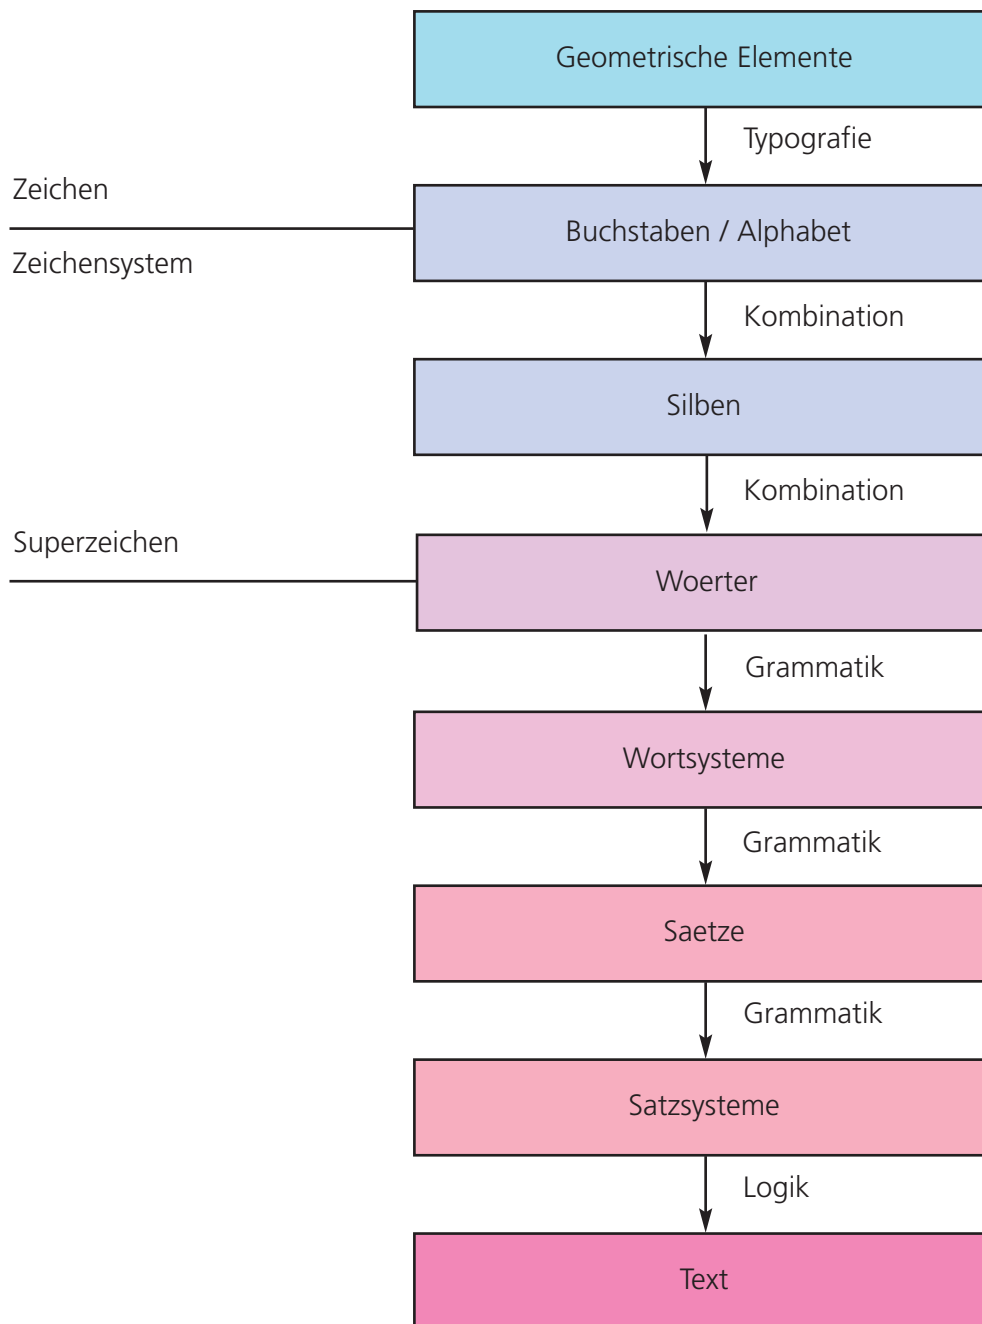 Geometrische Elemente
Typografie
Zeichen
Buchstaben / Alphabet
Zeichensystem
Kombination
Silben
Kombination
Superzeichen
Woerter
Grammatik
Wortsysteme
Grammatik
Saetze
Grammatik
Satzsysteme
Logik
Text